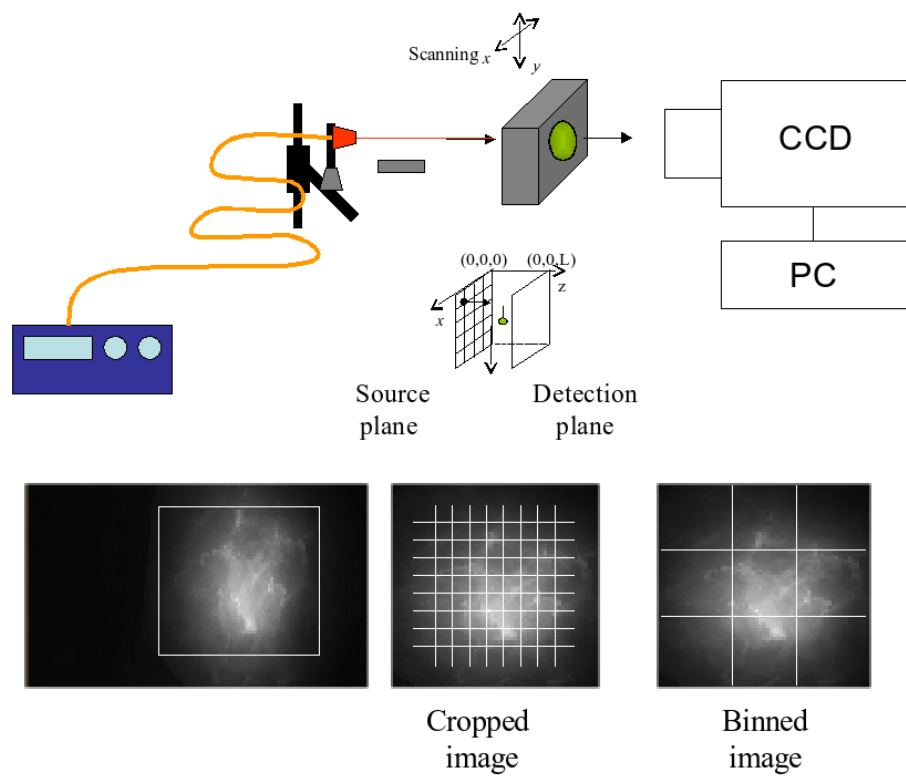 Scanning x
y
CCD
PC
(0,0,0) (0,0,L)
z
x
Source
plane
Detection
plane
Cropped
image
Binned
image